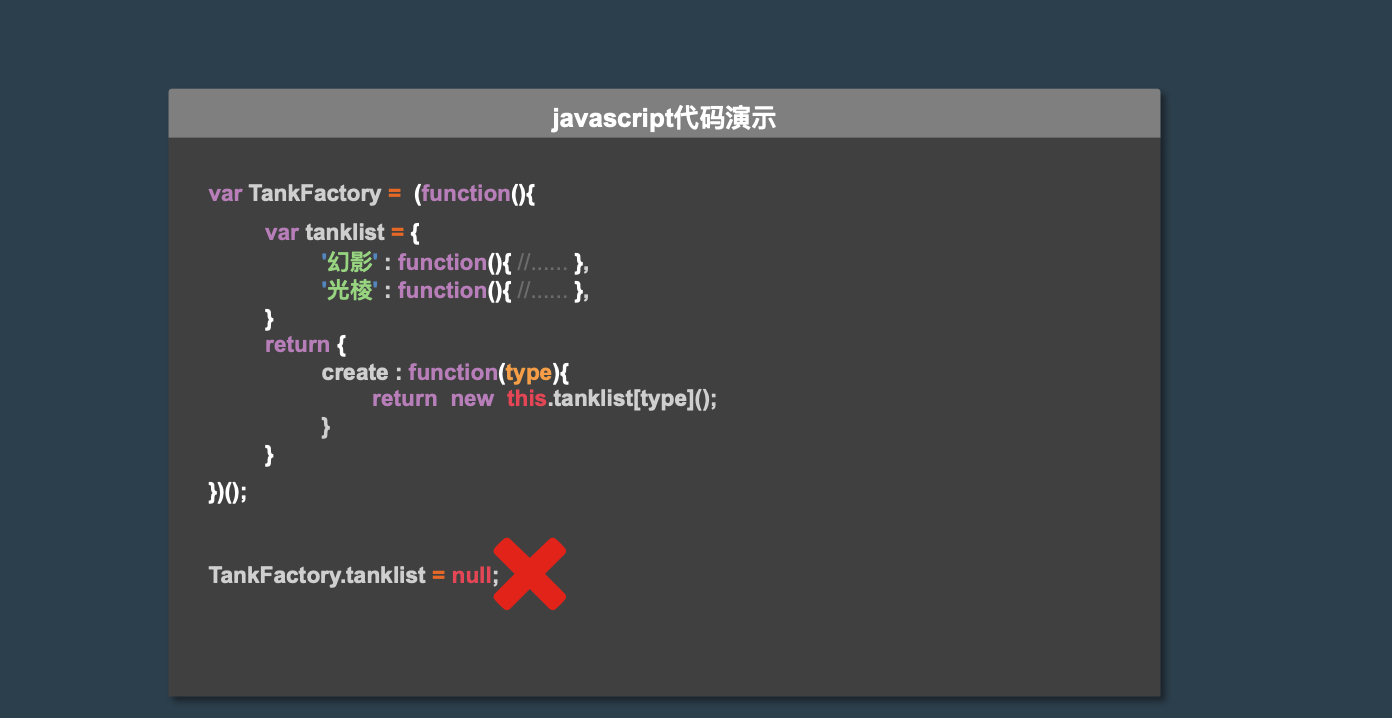 javascript代码演示
var TankFactory = (function(){
var tanklist = {
'幻影' : function(){ //...... },
'光棱' : function(){ //...... },
}
return {
create : function(type){
return new this.tanklist[type]();
}
}
})();
TankFactory.tanklist = null;